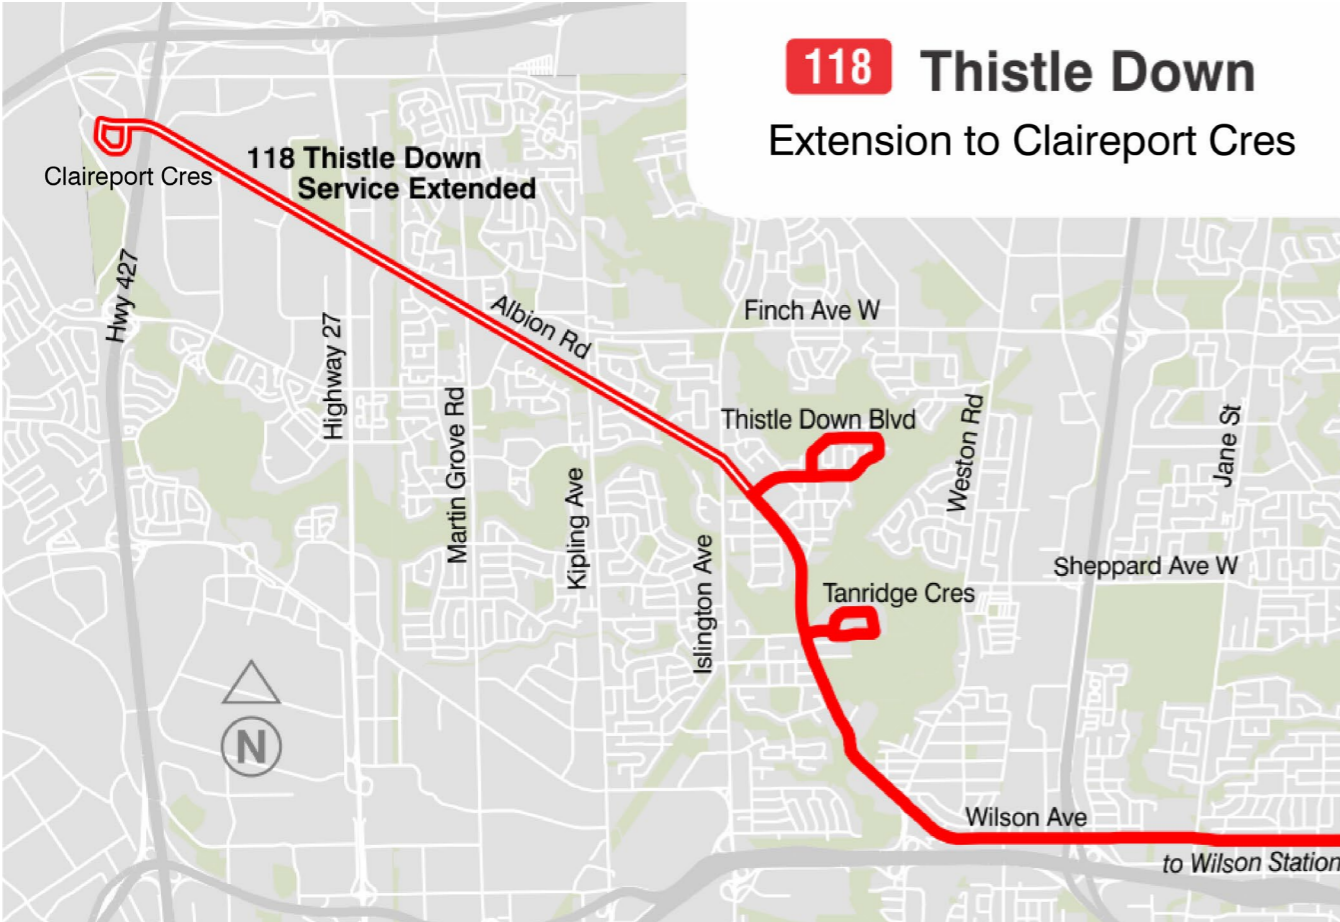 118 Thistle Down
Extension to Claireport Cres
118 Thistle Down
Service Extended
Claireport Cres
Hwy 427
Highway 27
Albion Rd
Finch Ave W
Martin Grove Rd
Kipling Ave
Thistle Down Blvd
Weston Rd
Jane St
Islington Ave
Sheppard Ave W
Tanridge Cres
N
Wilson Ave
to Wilson Station